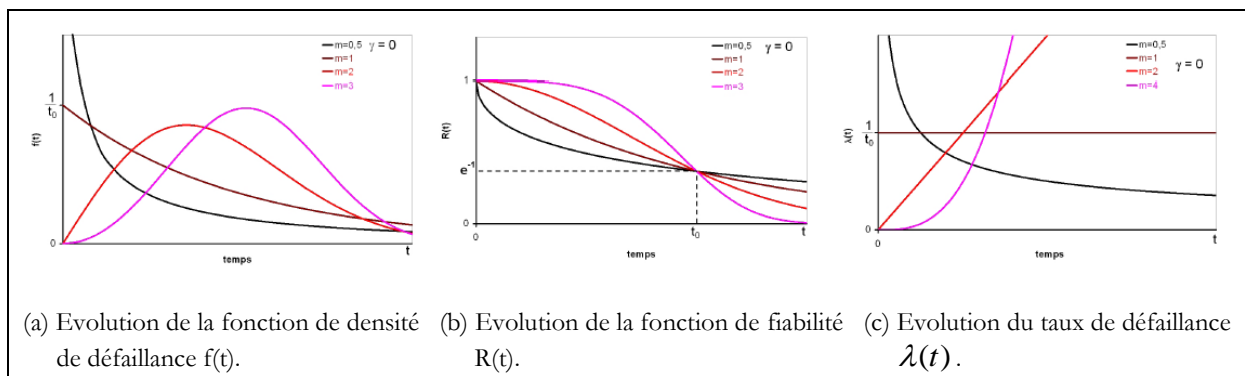 m=0,5 γ = 0
m=1
m=2
m=3
1
t0
f(t)
0
t
temps
m=0,5 γ = 0
m=1
m=2
m=3
1
R(t)
e-1
0
0
t0
t
temps
m=0,5
m=1
γ = 0
m=2
m=4
1
t0
λ(t)
0
0
t
temps
(a) Evolution de la fonction de densité
de défaillance f(t).
(b) Evolution de la fonction de fiabilité
R(t).
(c) Evolution du taux de défaillance
λ(t).